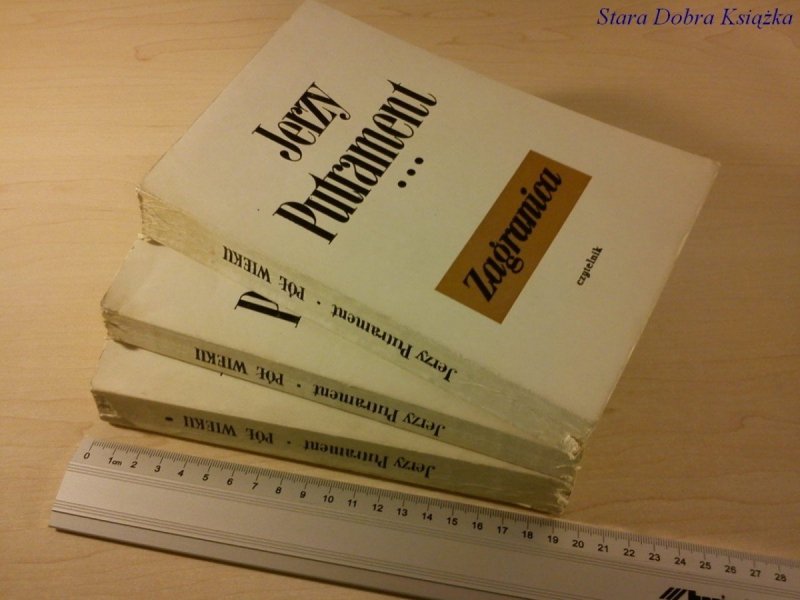 Stara Dobra Książka
Jerzy
Putrament
•••
Zagranica
czytelnik
Jerzy Putrament • PÓŁ WIEKU
P
Jerzy Putrament • PÓŁ WIEKU
Jerzy Putrament • PÓŁ WIEKU •
0 1cm 2 3 4 5 6 7 8 9 10 11 12 13 14 15 16 17 18 19 20 21 22 23 24 25 26 27 28